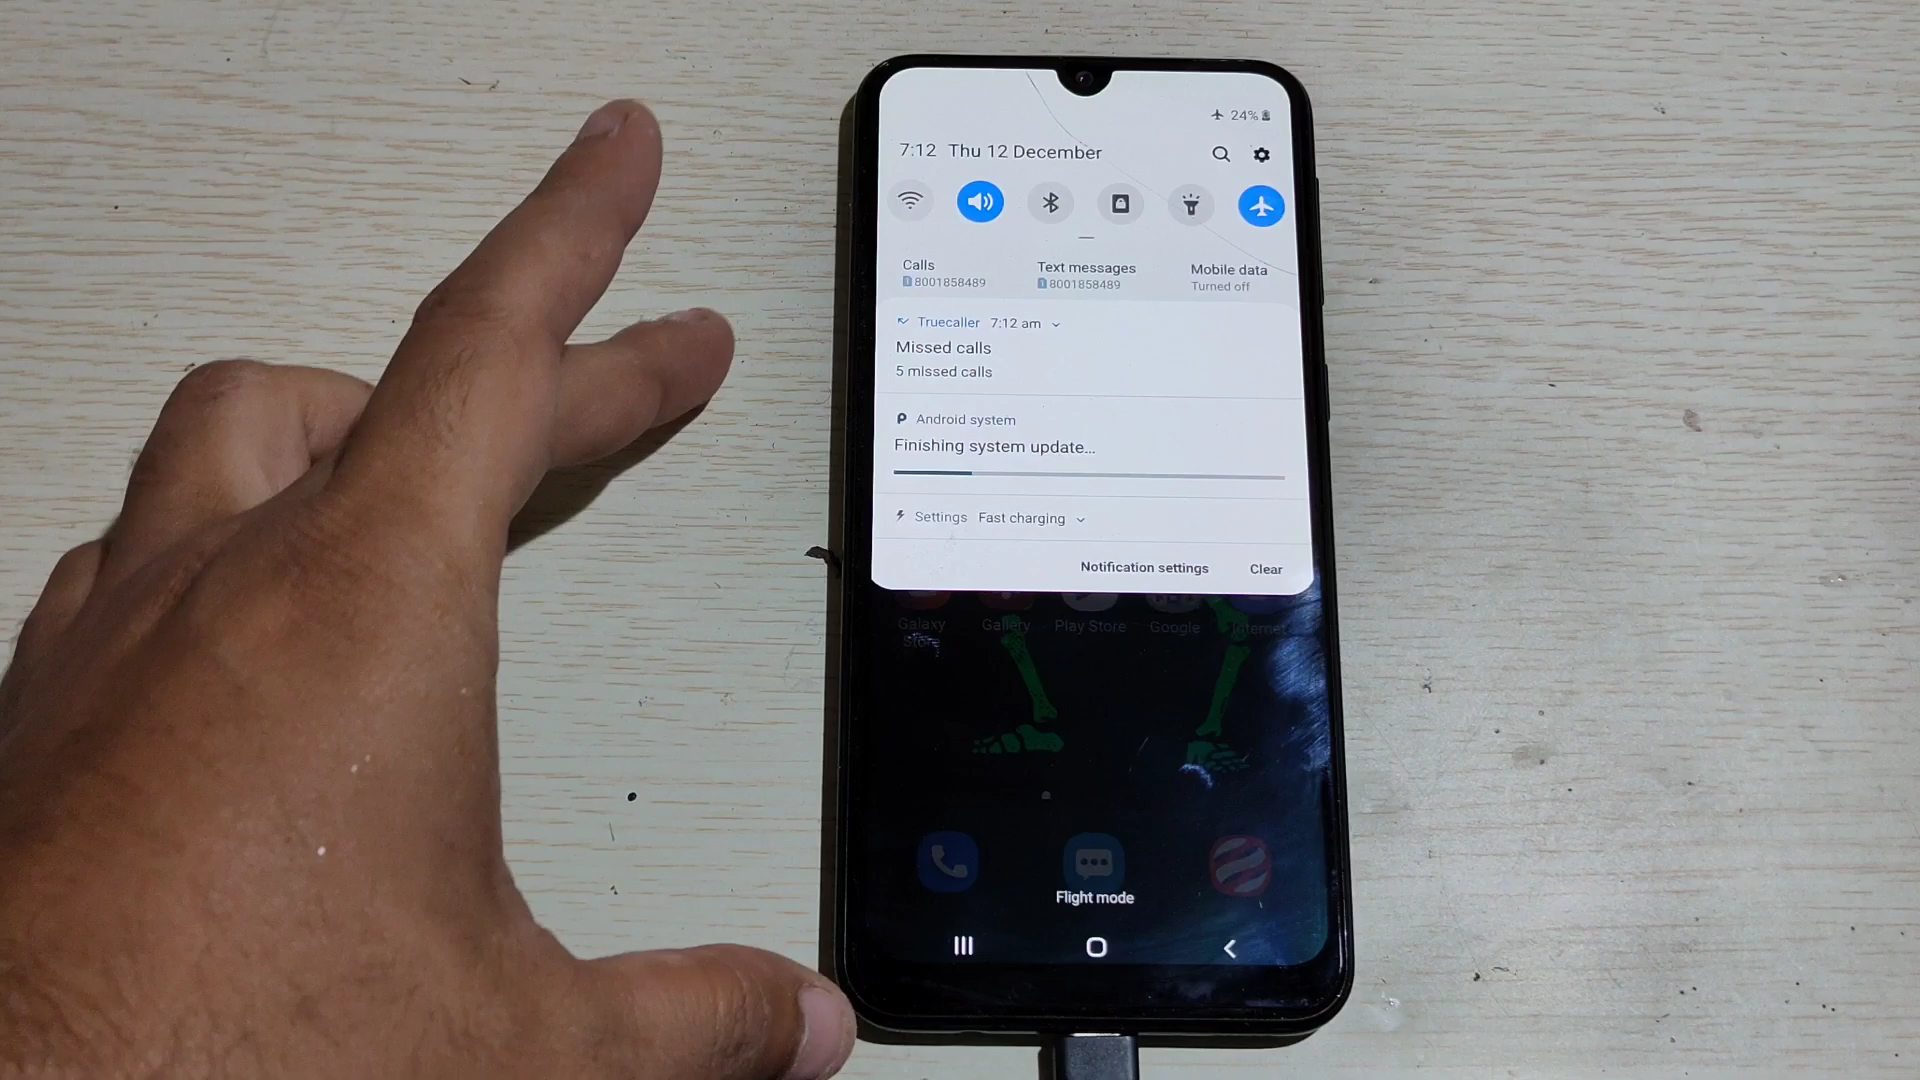 24%
7:12 Thu 12 December
Calls
1 8001858489
Text messages
1 8001858489
Mobile data
Turned off
Truecaller 7:12 am
Missed calls
5 missed calls
Android system
Finishing system update...
Settings Fast charging
Notification settings Clear
Galaxy Store
Gallery
Play Store
Google
Internet
Flight mode